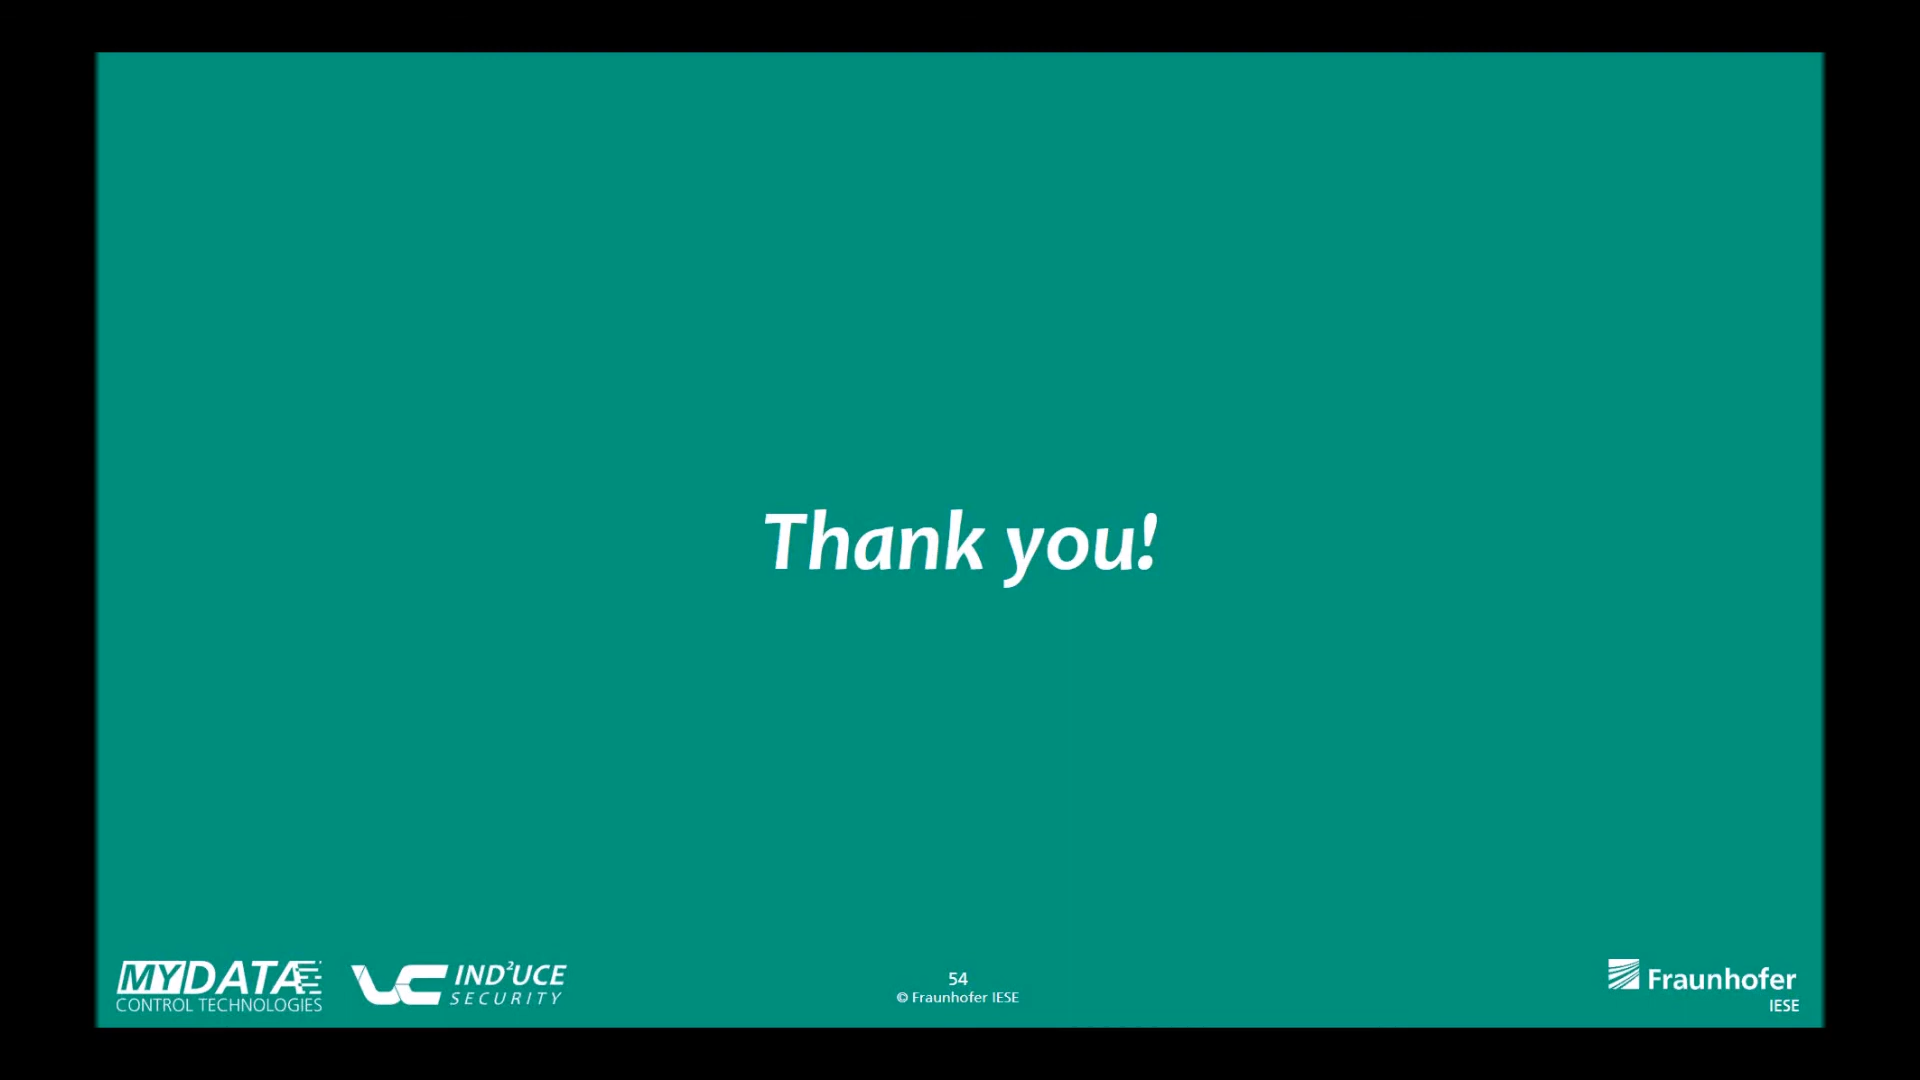 Thank you!
MYDATA
CONTROL TECHNOLOGIES
IND²UCE
SECURITY
54
© Fraunhofer IESE
Fraunhofer
IESE